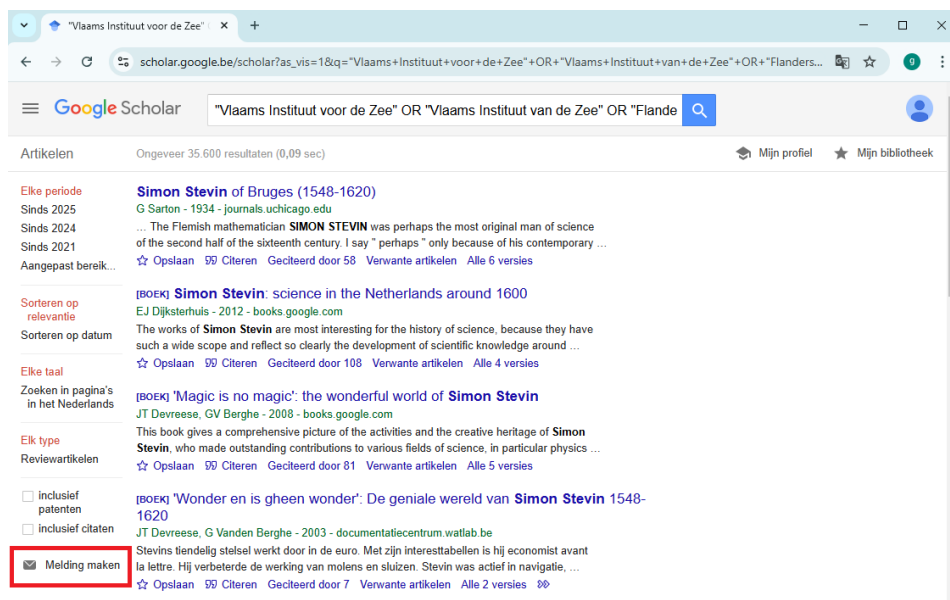 "Vlaams Instituut voor de Zee"
scholar.google.be/scholar?as_vis=1&q="Vlaams+Instituut+voor+de+Zee"+OR+"Vlaams+Instituut+van+de+Zee"+OR+"Flanders...
g
Google Scholar
"Vlaams Instituut voor de Zee" OR "Vlaams Instituut van de Zee" OR "Flande
Artikelen
Ongeveer 35.600 resultaten (0,09 sec)
Mijn profiel
Mijn bibliotheek
Elke periode
Sinds 2025
Sinds 2024
Sinds 2021
Aangepast bereik...
Sorteren op
relevantie
Sorteren op datum
Elke taal
Zoeken in pagina's
in het Nederlands
Elk type
Reviewartikelen
inclusief
patenten
inclusief citaten
Melding maken
Simon Stevin of Bruges (1548-1620)
G Sarton - 1934 - journals.uchicago.edu
... The Flemish mathematician SIMON STEVIN was perhaps the most original man of science
of the second half of the sixteenth century. I say " perhaps " only because of his contemporary ...
Opslaan Citeren Geciteerd door 58 Verwante artikelen Alle 6 versies
[BOEK] Simon Stevin: science in the Netherlands around 1600
EJ Dijksterhuis - 2012 - books.google.com
The works of Simon Stevin are most interesting for the history of science, because they have
such a wide scope and reflect so clearly the development of scientific knowledge around ...
Opslaan Citeren Geciteerd door 108 Verwante artikelen Alle 4 versies
[BOEK] 'Magic is no magic': the wonderful world of Simon Stevin
JT Devreese, GV Berghe - 2008 - books.google.com
This book gives a comprehensive picture of the activities and the creative heritage of Simon
Stevin, who made outstanding contributions to various fields of science, in particular physics ...
Opslaan Citeren Geciteerd door 81 Verwante artikelen Alle 5 versies
[BOEK] 'Wonder en is gheen wonder': De geniale wereld van Simon Stevin 1548-
1620
JT Devreese, G Vanden Berghe - 2003 - documentatiecentrum.watlab.be
Stevins tiendelig stelsel werkt door in de euro. Met zijn interesttabellen is hij economist avant
la lettre. Hij verbeterde de werking van molens en sluizen. Stevin was actief in navigatie, ...
Opslaan Citeren Geciteerd door 7 Verwante artikelen Alle 2 versies